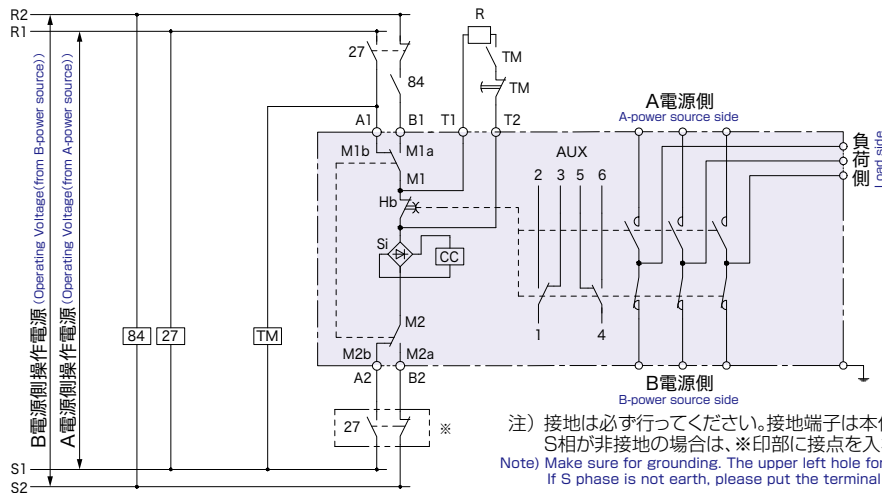 R2
R1
R
27
TM
84
TM
A1 B1 T1 T2
A電源側
A-power source side
M1b M1a
M1
AUX
2 3 5 6
Hb
Si
CC
負荷側
Load side
B電源側操作電源 (Operating Voltage(from B-power source))
A電源側操作電源 (Operating Voltage(from A-power source))
84 27 TM
M2
M2b M2a
1 4
A2 B2
B電源側
B-power source side
27 ※
S1
S2
注) 接地は必ず行ってください。接地端子は本
S相が非接地の場合は、※印部に接点を入
Note) Make sure for grounding. The upper left hole for
If S phase is not earth, please put the terminal